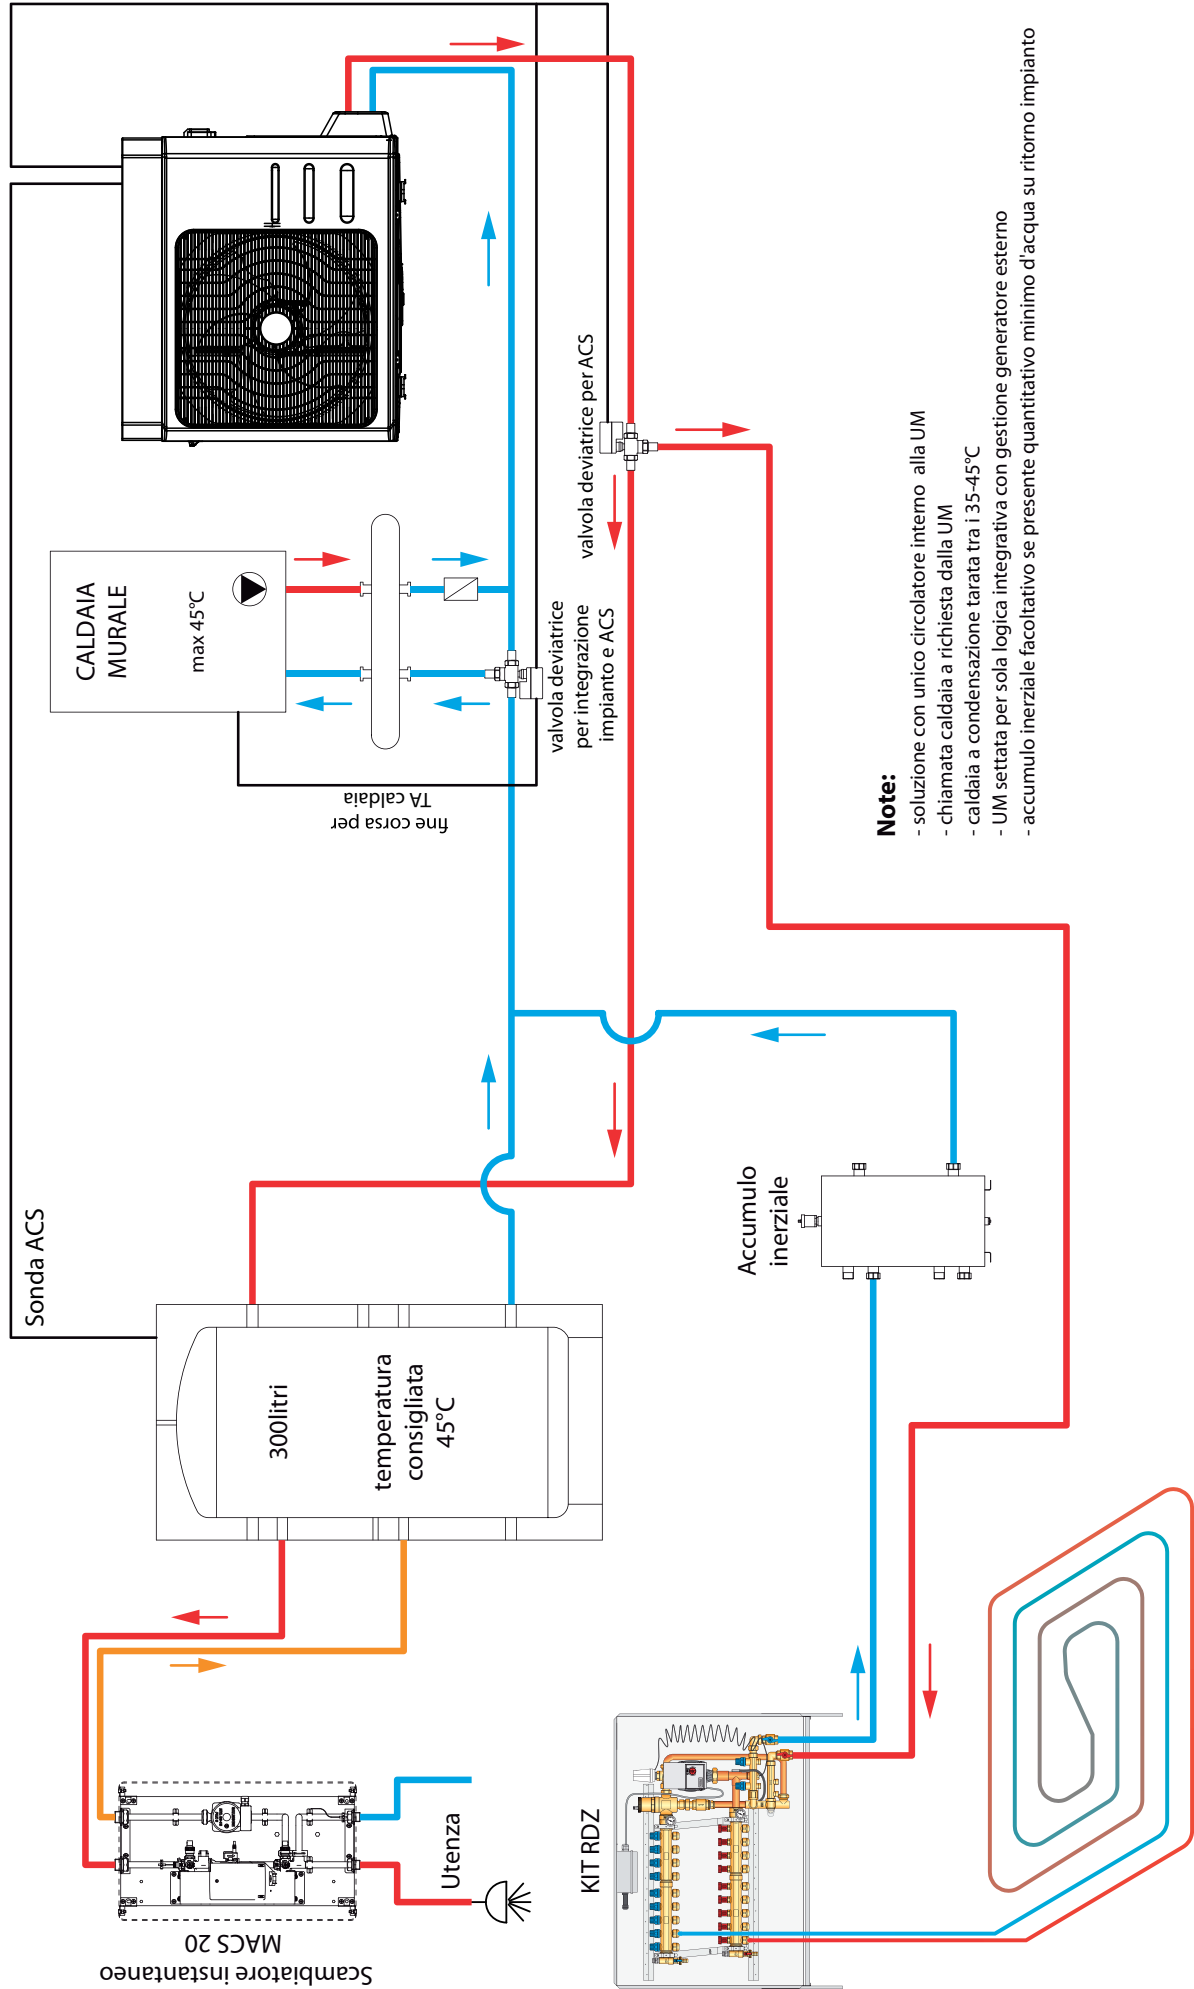 Sonda ACS
CALDAIA
MURALE
max 45°C
valvola deviatrice per ACS
valvola deviatrice
per integrazione
impianto e ACS
fine corsa per
TA caldaia
300litri
temperatura
consigliata
45°C
Accumulo
inerziale
Scambiatore instantaneo
MACS 20
Utenza
KIT RDZ
Note:
- soluzione con unico circolatore interno alla UM
- chiamata caldaia a richiesta dalla UM
- caldaia a condensazione tarata tra i 35-45°C
- UM settata per sola logica integrativa con gestione generatore esterno
- accumulo inerziale facoltativo se presente quantitativo minimo d'acqua su ritorno impianto